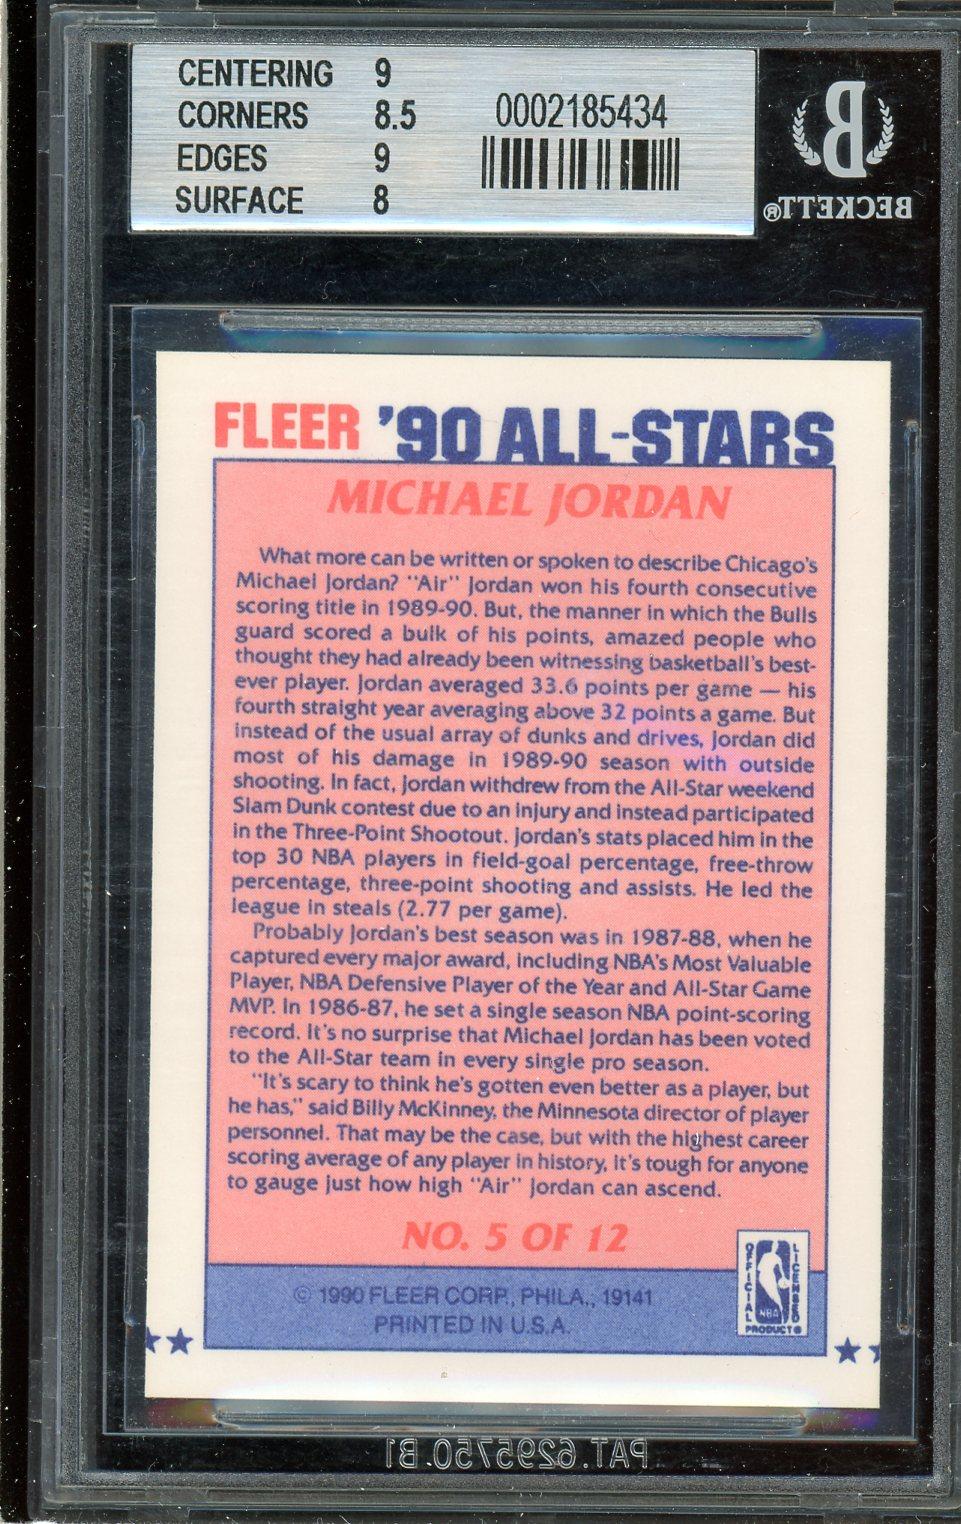 CENTERING 9
CORNERS 8.5
EDGES 9
SURFACE 8
0002185434
BECKETT®
FLEER '90 ALL-STARS
MICHAEL JORDAN
What more can be written or spoken to describe Chicago's
Michael Jordan? "Air" Jordan won his fourth consecutive
scoring title in 1989-90. But, the manner in which the Bulls
guard scored a bulk of his points, amazed people who
thought they had already been witnessing basketball's best-
ever player. Jordan averaged 33.6 points per game — his
fourth straight year averaging above 32 points a game. But
instead of the usual array of dunks and drives, Jordan did
most of his damage in 1989-90 season with outside
shooting. In fact, Jordan withdrew from the All-Star weekend
Slam Dunk contest due to an injury and instead participated
in the Three-Point Shootout. Jordan's stats placed him in the
top 30 NBA players in field-goal percentage, free-throw
percentage, three-point shooting and assists. He led the
league in steals (2.77 per game).
Probably Jordan's best season was in 1987-88, when he
captured every major award, including NBA's Most Valuable
Player, NBA Defensive Player of the Year and All-Star Game
MVP. In 1986-87, he set a single season NBA point-scoring
record. It's no surprise that Michael Jordan has been voted
to the All-Star team in every single pro season.
"It's scary to think he's gotten even better as a player, but
he has," said Billy McKinney, the Minnesota director of player
personnel. That may be the case, but with the highest career
scoring average of any player in history, it's tough for anyone
to gauge just how high "Air" Jordan can ascend.
NO. 5 OF 12
OFFICIAL LICENSED
NBA
PRODUCT®
© 1990 FLEER CORP., PHILA., 19141
PRINTED IN U.S.A.
PAT. 6295750 B1